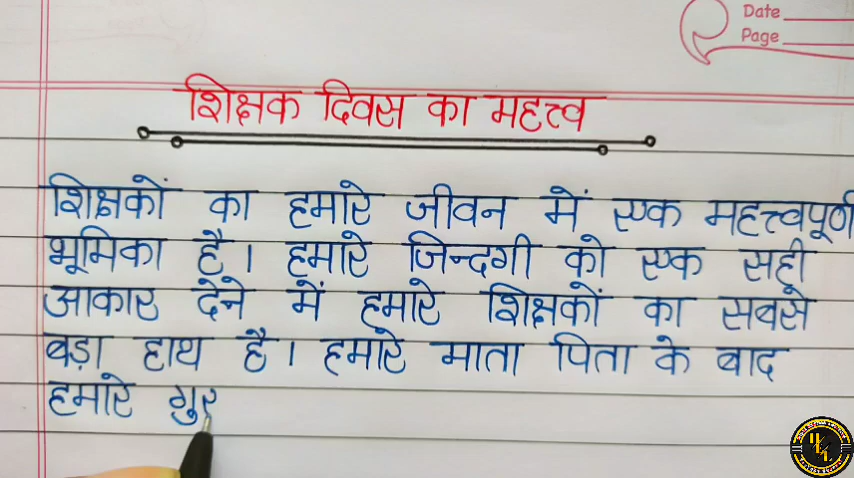 Date
Page
शिक्षक दिवस का महत्त्व
शिक्षकों का हमारे जीवन में एक महत्त्वपूर्ण
भूमिका है। हमारे जिन्दगी को एक सही
आकार देने में हमारे शिक्षकों का सबसे
बड़ा हाथ है। हमारे माता पिता के बाद
हमारे